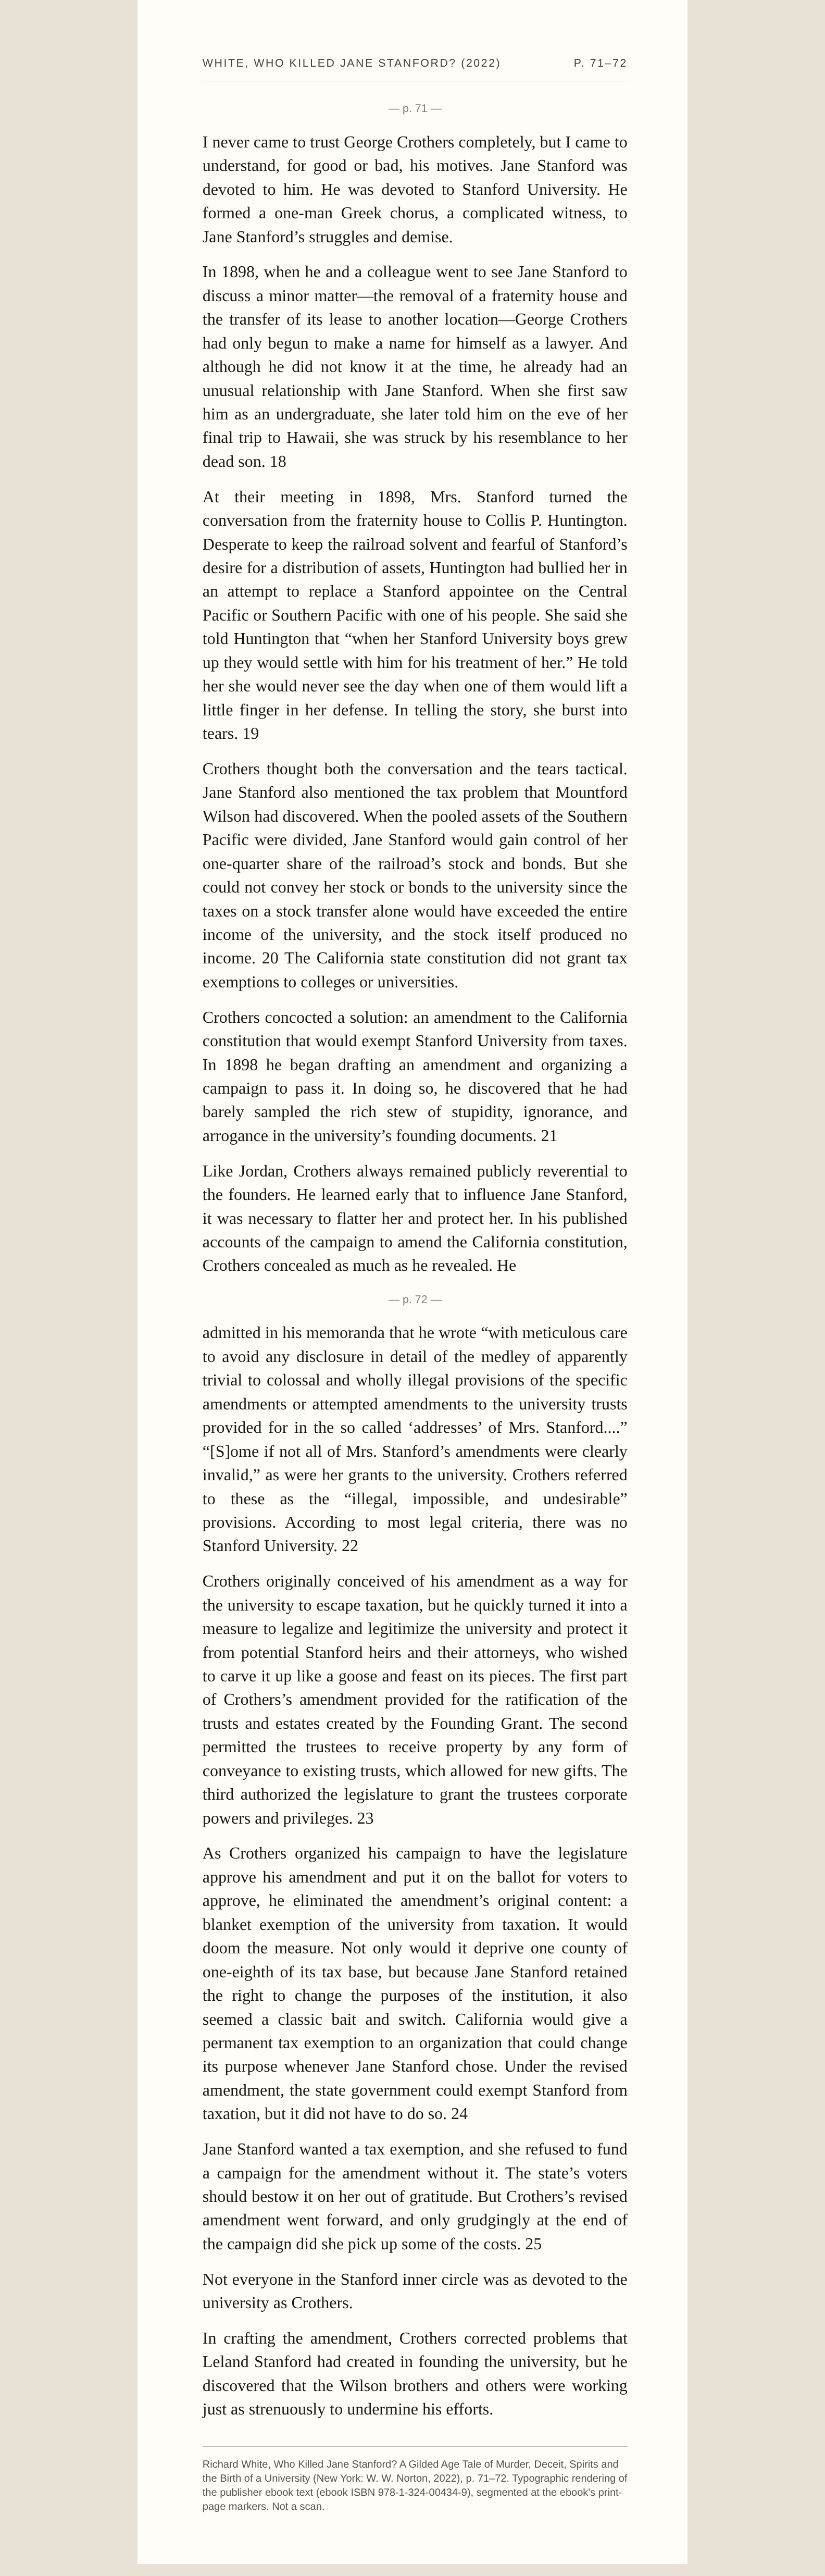 WHITE, WHO KILLED JANE STANFORD? (2022) P. 71–72
— p. 71 —
I never came to trust George Crothers completely, but I came to
understand, for good or bad, his motives. Jane Stanford was
devoted to him. He was devoted to Stanford University. He
formed a one-man Greek chorus, a complicated witness, to
Jane Stanford’s struggles and demise.
In 1898, when he and a colleague went to see Jane Stanford to
discuss a minor matter—the removal of a fraternity house and
the transfer of its lease to another location—George Crothers
had only begun to make a name for himself as a lawyer. And
although he did not know it at the time, he already had an
unusual relationship with Jane Stanford. When she first saw
him as an undergraduate, she later told him on the eve of her
final trip to Hawaii, she was struck by his resemblance to her
dead son. 18
At their meeting in 1898, Mrs. Stanford turned the
conversation from the fraternity house to Collis P. Huntington.
Desperate to keep the railroad solvent and fearful of Stanford’s
desire for a distribution of assets, Huntington had bullied her in
an attempt to replace a Stanford appointee on the Central
Pacific or Southern Pacific with one of his people. She said she
told Huntington that “when her Stanford University boys grew
up they would settle with him for his treatment of her.” He told
her she would never see the day when one of them would lift a
little finger in her defense. In telling the story, she burst into
tears. 19
Crothers thought both the conversation and the tears tactical.
Jane Stanford also mentioned the tax problem that Mountford
Wilson had discovered. When the pooled assets of the Southern
Pacific were divided, Jane Stanford would gain control of her
one-quarter share of the railroad’s stock and bonds. But she
could not convey her stock or bonds to the university since the
taxes on a stock transfer alone would have exceeded the entire
income of the university, and the stock itself produced no
income. 20 The California state constitution did not grant tax
exemptions to colleges or universities.
Crothers concocted a solution: an amendment to the California
constitution that would exempt Stanford University from taxes.
In 1898 he began drafting an amendment and organizing a
campaign to pass it. In doing so, he discovered that he had
barely sampled the rich stew of stupidity, ignorance, and
arrogance in the university’s founding documents. 21
Like Jordan, Crothers always remained publicly reverential to
the founders. He learned early that to influence Jane Stanford,
it was necessary to flatter her and protect her. In his published
accounts of the campaign to amend the California constitution,
Crothers concealed as much as he revealed. He
— p. 72 —
admitted in his memoranda that he wrote “with meticulous care
to avoid any disclosure in detail of the medley of apparently
trivial to colossal and wholly illegal provisions of the specific
amendments or attempted amendments to the university trusts
provided for in the so called ‘addresses’ of Mrs. Stanford....”
“[S]ome if not all of Mrs. Stanford’s amendments were clearly
invalid,” as were her grants to the university. Crothers referred
to these as the “illegal, impossible, and undesirable”
provisions. According to most legal criteria, there was no
Stanford University. 22
Crothers originally conceived of his amendment as a way for
the university to escape taxation, but he quickly turned it into a
measure to legalize and legitimize the university and protect it
from potential Stanford heirs and their attorneys, who wished
to carve it up like a goose and feast on its pieces. The first part
of Crothers’s amendment provided for the ratification of the
trusts and estates created by the Founding Grant. The second
permitted the trustees to receive property by any form of
conveyance to existing trusts, which allowed for new gifts. The
third authorized the legislature to grant the trustees corporate
powers and privileges. 23
As Crothers organized his campaign to have the legislature
approve his amendment and put it on the ballot for voters to
approve, he eliminated the amendment’s original content: a
blanket exemption of the university from taxation. It would
doom the measure. Not only would it deprive one county of
one-eighth of its tax base, but because Jane Stanford retained
the right to change the purposes of the institution, it also
seemed a classic bait and switch. California would give a
permanent tax exemption to an organization that could change
its purpose whenever Jane Stanford chose. Under the revised
amendment, the state government could exempt Stanford from
taxation, but it did not have to do so. 24
Jane Stanford wanted a tax exemption, and she refused to fund
a campaign for the amendment without it. The state’s voters
should bestow it on her out of gratitude. But Crothers’s revised
amendment went forward, and only grudgingly at the end of
the campaign did she pick up some of the costs. 25
Not everyone in the Stanford inner circle was as devoted to the
university as Crothers.
In crafting the amendment, Crothers corrected problems that
Leland Stanford had created in founding the university, but he
discovered that the Wilson brothers and others were working
just as strenuously to undermine his efforts.
Richard White, Who Killed Jane Stanford? A Gilded Age Tale of Murder, Deceit, Spirits and
the Birth of a University (New York: W. W. Norton, 2022), p. 71–72. Typographic rendering of
the publisher ebook text (ebook ISBN 978-1-324-00434-9), segmented at the ebook’s print-
page markers. Not a scan.